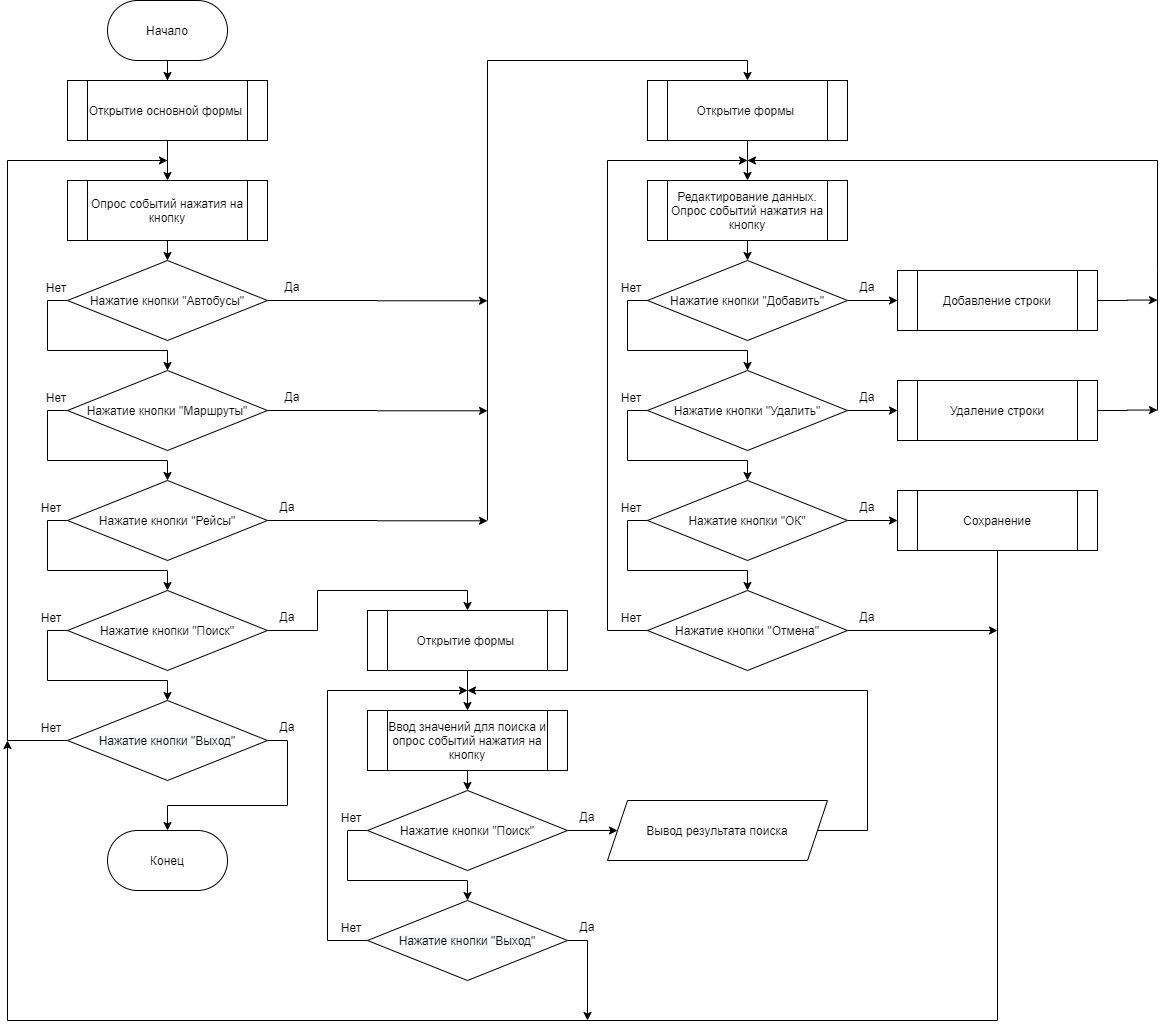 Начало
Открытие основной формы
Опрос событий нажатия на
кнопку
Нет
Нажатие кнопки "Автобусы"
Да
Нет
Нажатие кнопки "Маршруты"
Да
Нет
Нажатие кнопки "Рейсы"
Да
Нет
Нажатие кнопки "Поиск"
Да
Нет
Нажатие кнопки "Выход"
Да
Конец
Открытие формы
Ввод значений для поиска и
опрос событий нажатия на
кнопку
Нет
Нажатие кнопки "Поиск"
Да
Вывод результата поиска
Нет
Нажатие кнопки "Выход"
Да
Открытие формы
Редактирование данных.
Опрос событий нажатия на
кнопку
Нет
Нажатие кнопки "Добавить"
Да
Добавление строки
Нет
Нажатие кнопки "Удалить"
Да
Удаление строки
Нет
Нажатие кнопки "ОК"
Да
Сохранение
Нет
Нажатие кнопки "Отмена"
Да